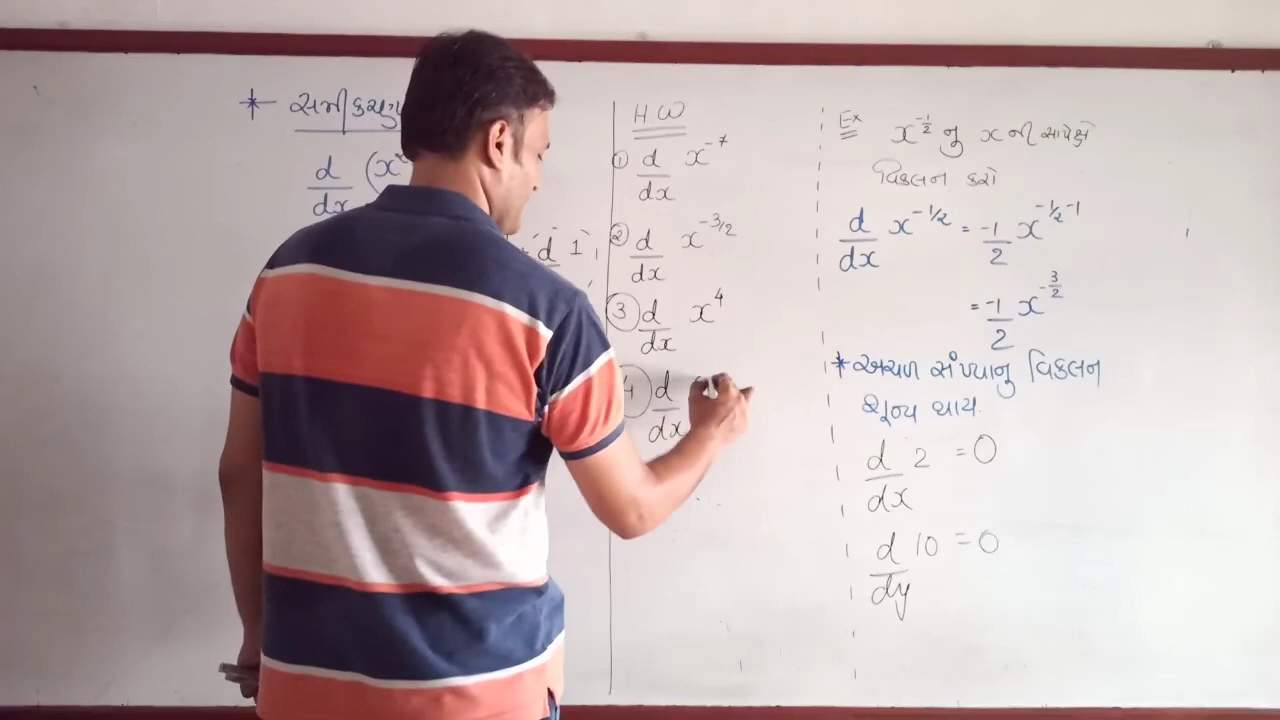 * સમીકરણ
d/dx (x²
d/dx 1
HW
① d/dx x^-7
② d/dx x^-3/2
③ d/dx x^4
④ d/dx
Ex x^-1/2 નુ x ની સાપેક્ષે
વિકલન કરો
d/dx x^-1/2 = -1/2 x^-1/2-1
= -1/2 x^-3/2
* અચળ સંખ્યાનુ વિકલન
શૂન્ય થાય.
d/dx 2 = 0
d/dy 10 = 0